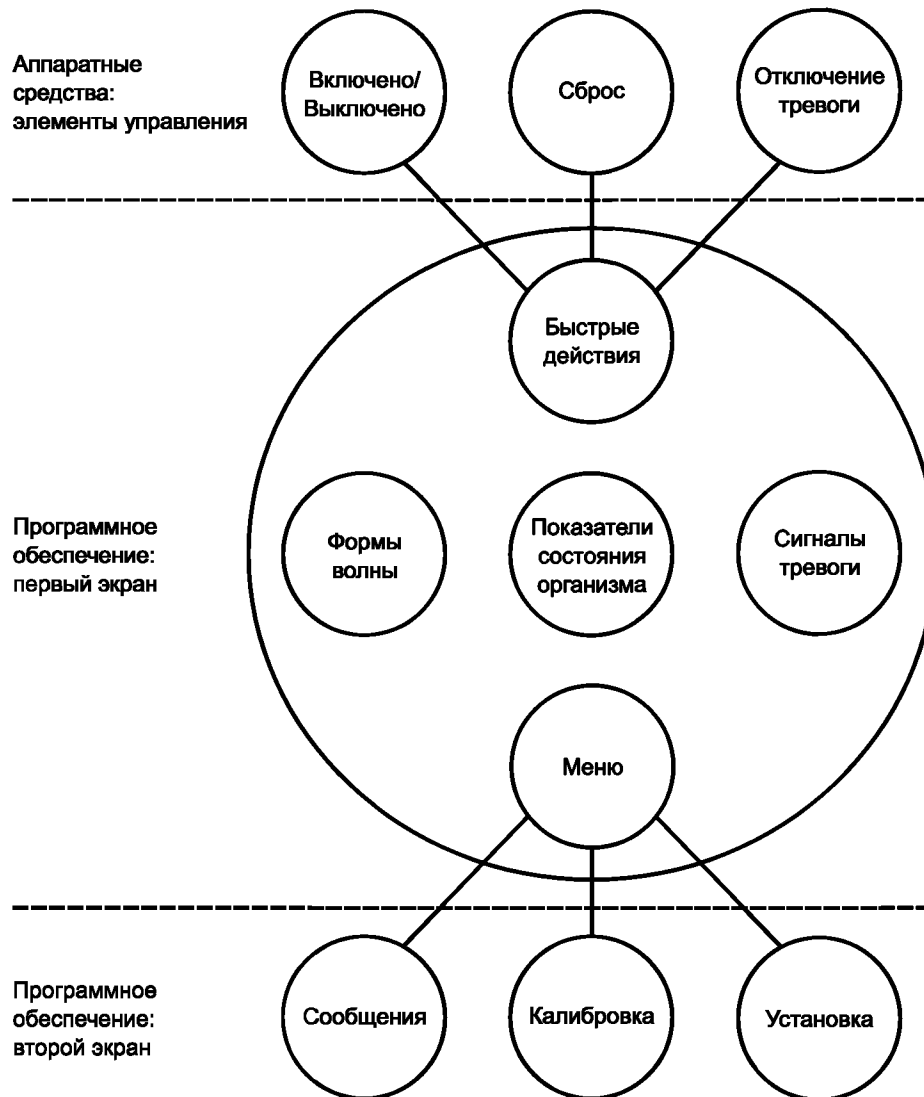 Аппаратные
средства:
элементы управления
Включено/
Выключено
Сброс
Отключение
тревоги
Быстрые
действия
Программное
обеспечение:
первый экран
Формы
волны
Показатели
состояния
организма
Сигналы
тревоги
Меню
Программное
обеспечение:
второй экран
Сообщения
Калибровка
Установка